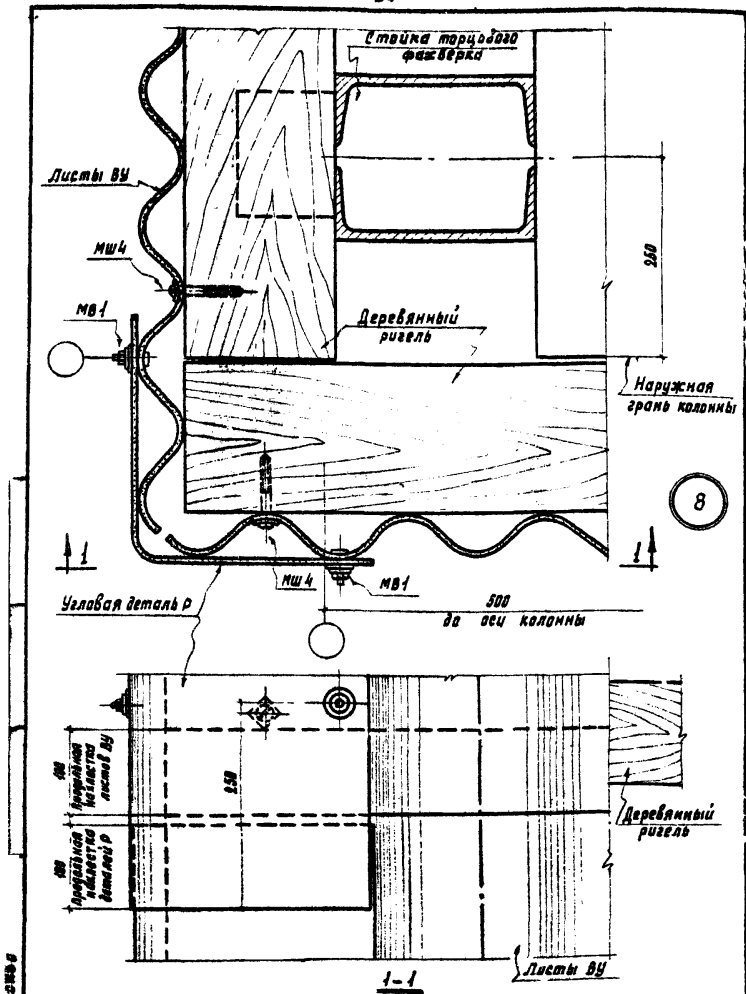 Стойка торцового
фахверка
Листы ВУ
МШ4
МВ1
Деревянный
ригель
260
Наружная
грань колонны
8
1
1
МШ4
МВ1
Угловая деталь Р
500
до оси колонны
Продольная
нахлестка
листов ВУ
250
Продольная
нахлестка
деталей Р
Деревянный
ригель
Листы ВУ
1-1